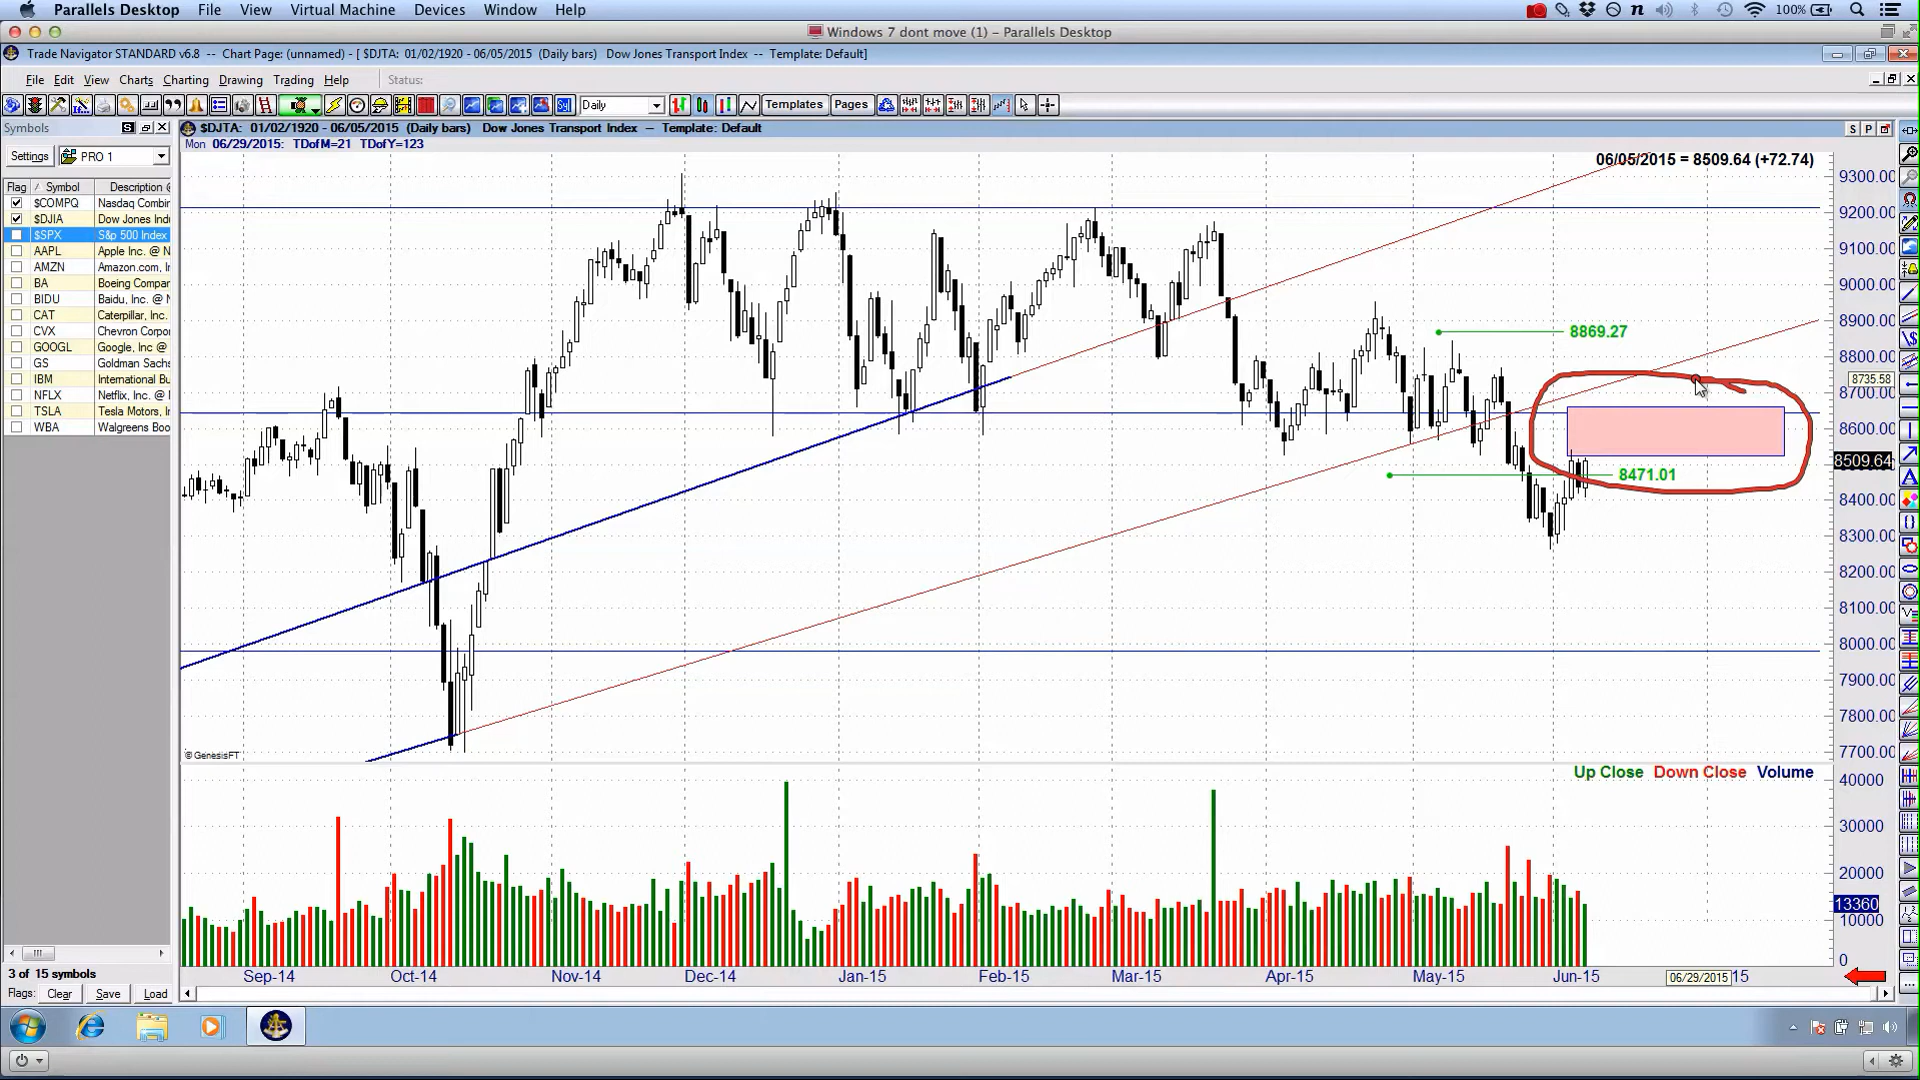 Parallels Desktop File View Virtual Machine Devices Window Help 100%
Windows 7 dont move (1) – Parallels Desktop
Trade Navigator STANDARD v6.8 -- Chart Page: (unnamed) - [ $DJTA: 01/02/1920 - 06/05/2015 (Daily bars) Dow Jones Transport Index -- Template: Default]
File Edit View Charts Charting Drawing Trading Help Status:
Daily Templates Pages
Symbols
$DJTA: 01/02/1920 - 06/05/2015 (Daily bars) Dow Jones Transport Index -- Template: Default S P
Mon 06/29/2015: TDofM=21 TDofY=123
Settings PRO 1
06/05/2015 = 8509.64 (+72.74)
Flag Symbol Description
$COMPQ Nasdaq Combin
$DJIA Dow Jones Ind
$SPX S&p 500 Index
AAPL Apple Inc. @ N
AMZN Amazon.com, I
BA Boeing Compan
BIDU Baidu, Inc. @ N
CAT Caterpillar, Inc.
CVX Chevron Corpor
GOOGL Google, Inc @
GS Goldman Sachs
IBM International Bu
NFLX Netflix, Inc. @
TSLA Tesla Motors, I
WBA Walgreens Boo
9300.00
9200.00
9100.00
9000.00
8900.00
8869.27
8800.00
8735.58
8700.00
8600.00
8509.64
8471.01
8400.00
8300.00
8200.00
8100.00
8000.00
7900.00
7800.00
7700.00
© GenesisFT
Up Close Down Close Volume
40000
30000
20000
13360
10000
0
Sep-14 Oct-14 Nov-14 Dec-14 Jan-15 Feb-15 Mar-15 Apr-15 May-15 Jun-15 06/29/2015 15
3 of 15 symbols
Flags: Clear Save Load